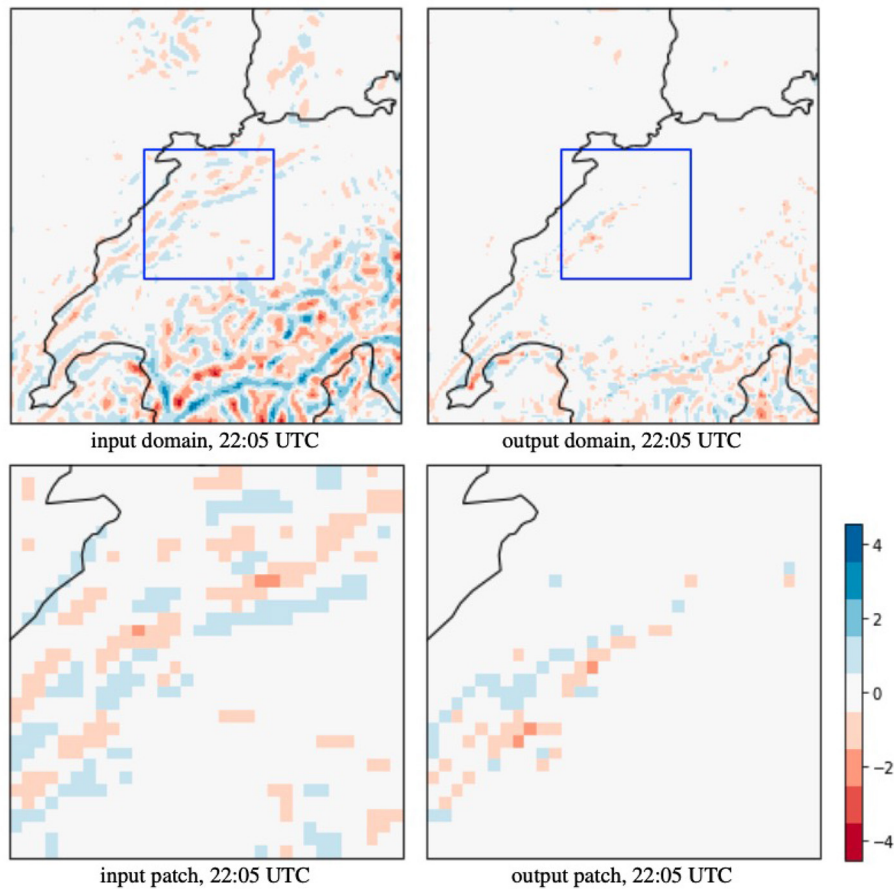 input domain, 22:05 UTC
output domain, 22:05 UTC
4
2
0
−2
−4
input patch, 22:05 UTC
output patch, 22:05 UTC